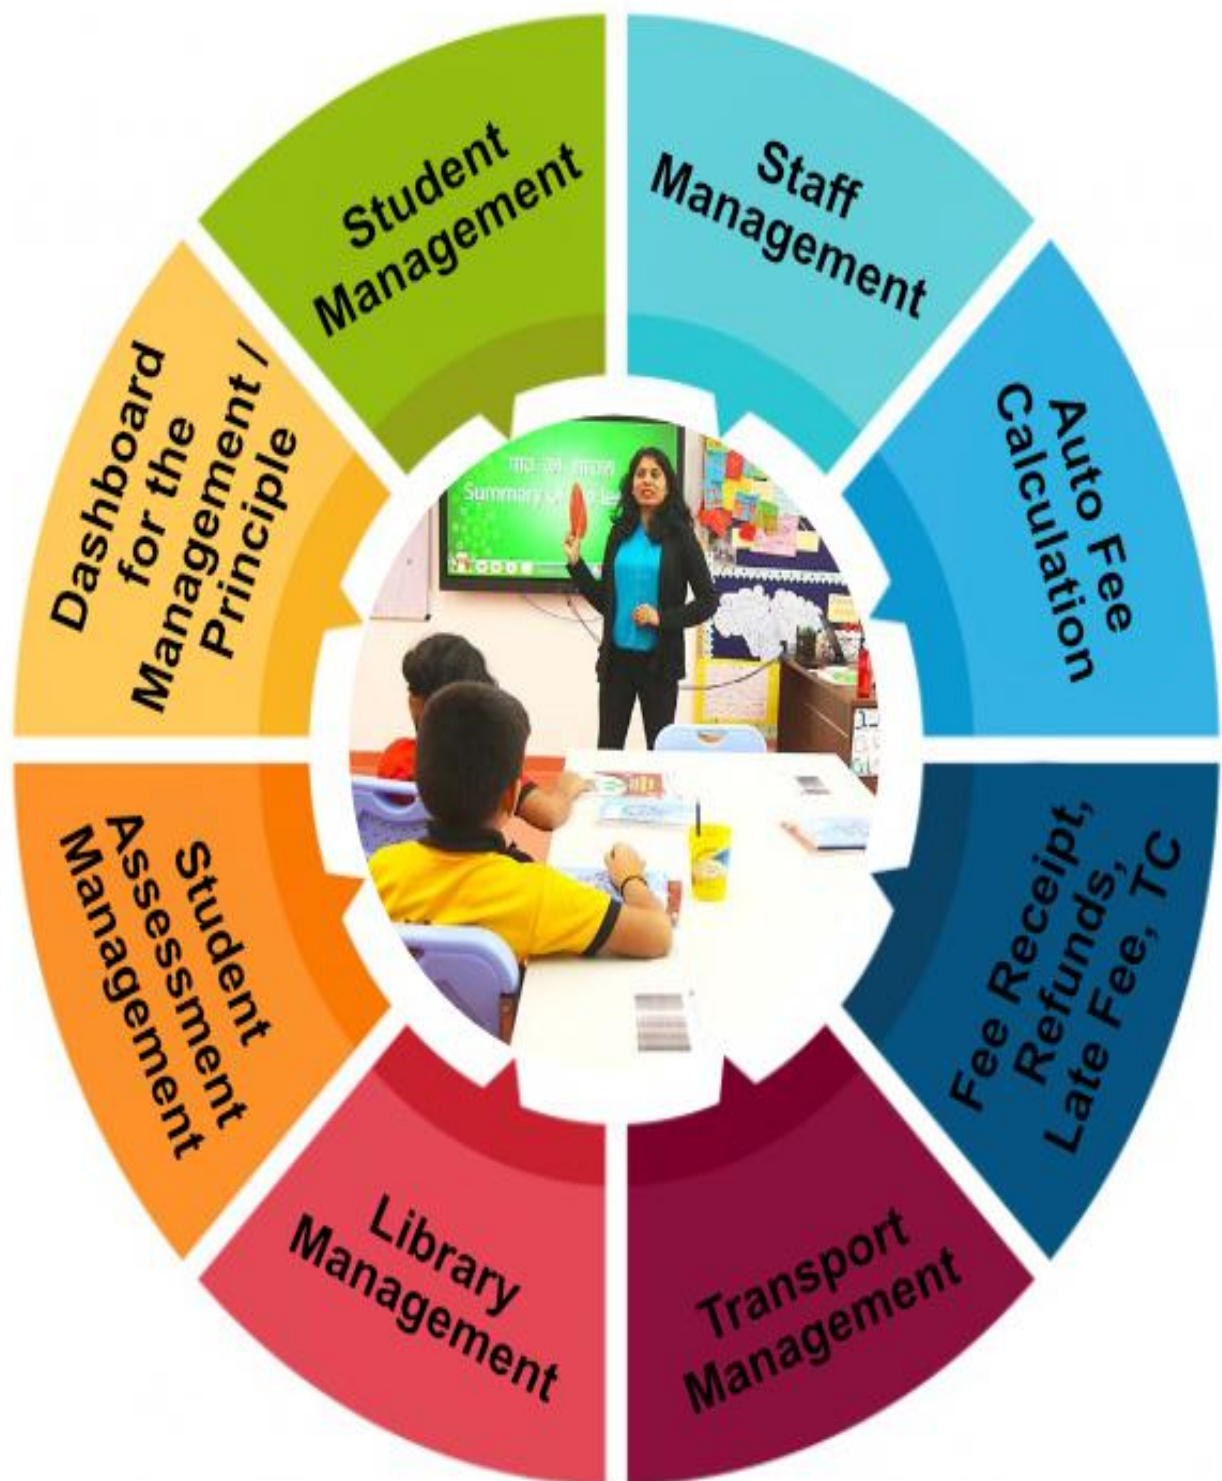 Student
Management
Staff
Management
Auto Fee
Calculation
Fee Receipt,
Refunds,
Late Fee, TC
Transport
Management
Library
Management
Student
Assessment
Management
Dashboard
for the
Management /
Principle
Summary